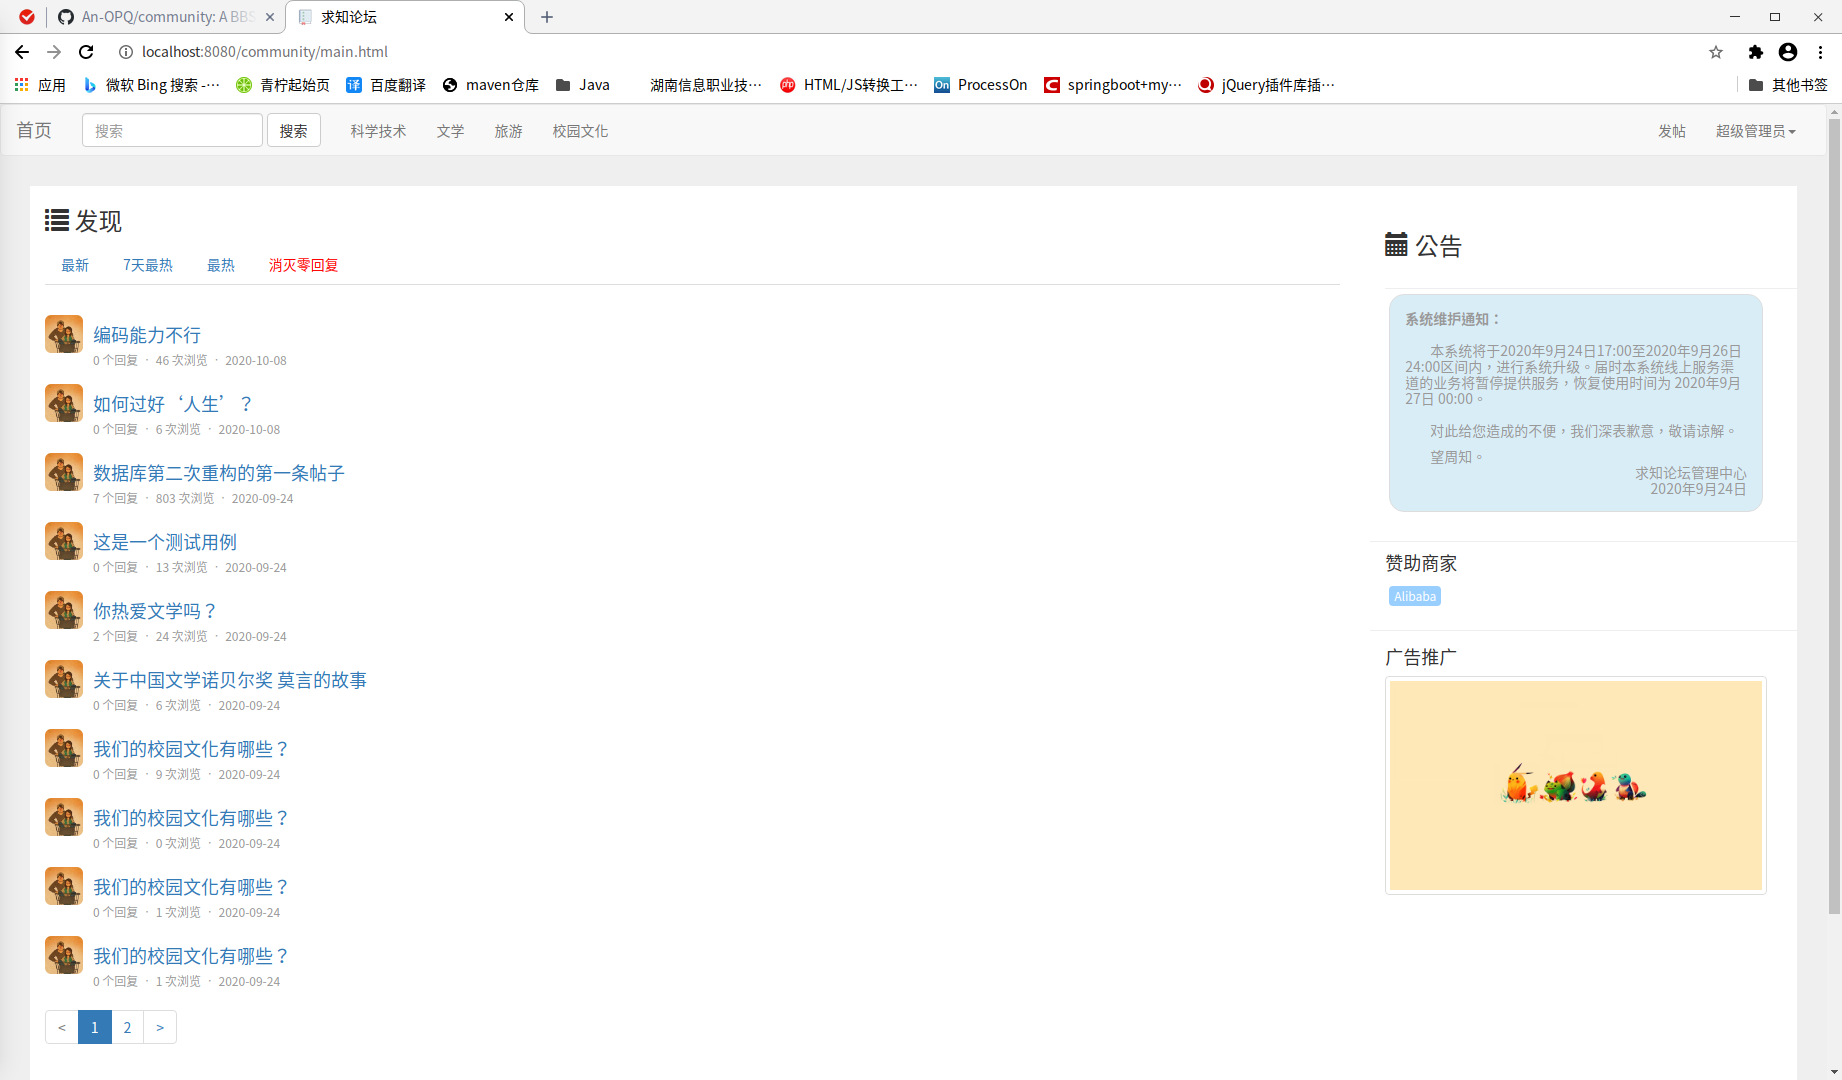 An-OPQ/community: A BBS
求知论坛
localhost:8080/community/main.html
应用
微软 Bing 搜索 -…
青柠起始页
百度翻译
maven仓库
Java
湖南信息职业技…
HTML/JS转换工…
ProcessOn
springboot+my…
jQuery插件库插…
其他书签
首页
搜索
搜索
科学技术
文学
旅游
校园文化
发帖
超级管理员
发现
最新
7天最热
最热
消灭零回复
编码能力不行
0 个回复 · 46 次浏览 · 2020-10-08
如何过好‘人生’？
0 个回复 · 6 次浏览 · 2020-10-08
数据库第二次重构的第一条帖子
7 个回复 · 803 次浏览 · 2020-09-24
这是一个测试用例
0 个回复 · 13 次浏览 · 2020-09-24
你热爱文学吗？
2 个回复 · 24 次浏览 · 2020-09-24
关于中国文学诺贝尔奖 莫言的故事
0 个回复 · 6 次浏览 · 2020-09-24
我们的校园文化有哪些？
0 个回复 · 9 次浏览 · 2020-09-24
我们的校园文化有哪些？
0 个回复 · 0 次浏览 · 2020-09-24
我们的校园文化有哪些？
0 个回复 · 1 次浏览 · 2020-09-24
我们的校园文化有哪些？
0 个回复 · 1 次浏览 · 2020-09-24
< 1 2 >
公告
系统维护通知：
本系统将于2020年9月24日17:00至2020年9月26日
24:00区间内，进行系统升级。届时本系统线上服务渠
道的业务将暂停提供服务，恢复使用时间为 2020年9月
27日 00:00。
对此给您造成的不便，我们深表歉意，敬请谅解。
望周知。
求知论坛管理中心
2020年9月24日
赞助商家
Alibaba
广告推广